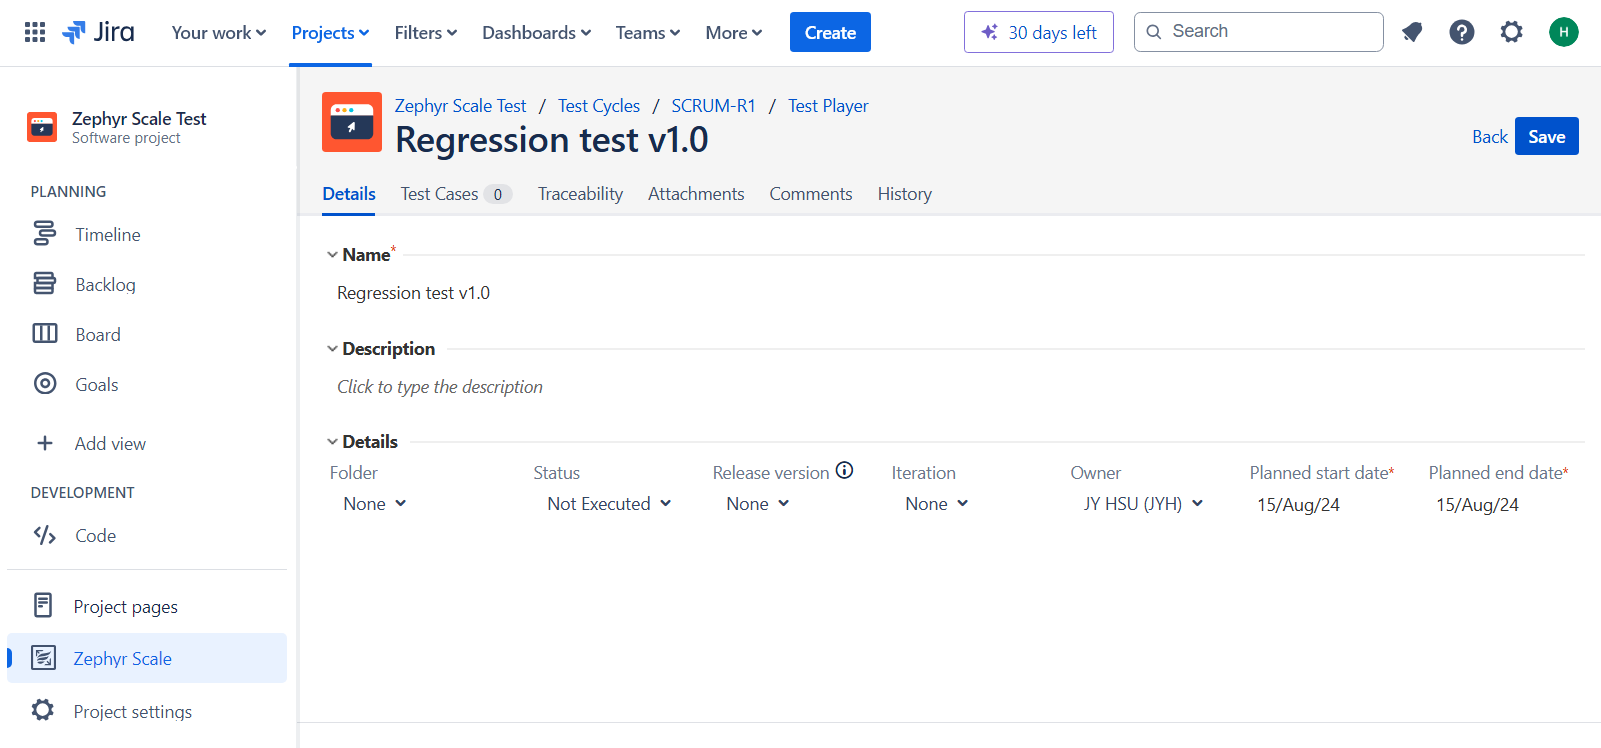 Jira
Your work
Projects
Filters
Dashboards
Teams
More
Create
30 days left
Search
H
Zephyr Scale Test
Software project
PLANNING
Timeline
Backlog
Board
Goals
Add view
DEVELOPMENT
Code
Project pages
Zephyr Scale
Project settings
Zephyr Scale Test / Test Cycles / SCRUM-R1 / Test Player
Regression test v1.0
Back
Save
Details
Test Cases 0
Traceability
Attachments
Comments
History
Name*
Regression test v1.0
Description
Click to type the description
Details
Folder
None
Status
Not Executed
Release version
None
Iteration
None
Owner
JY HSU (JYH)
Planned start date*
15/Aug/24
Planned end date*
15/Aug/24